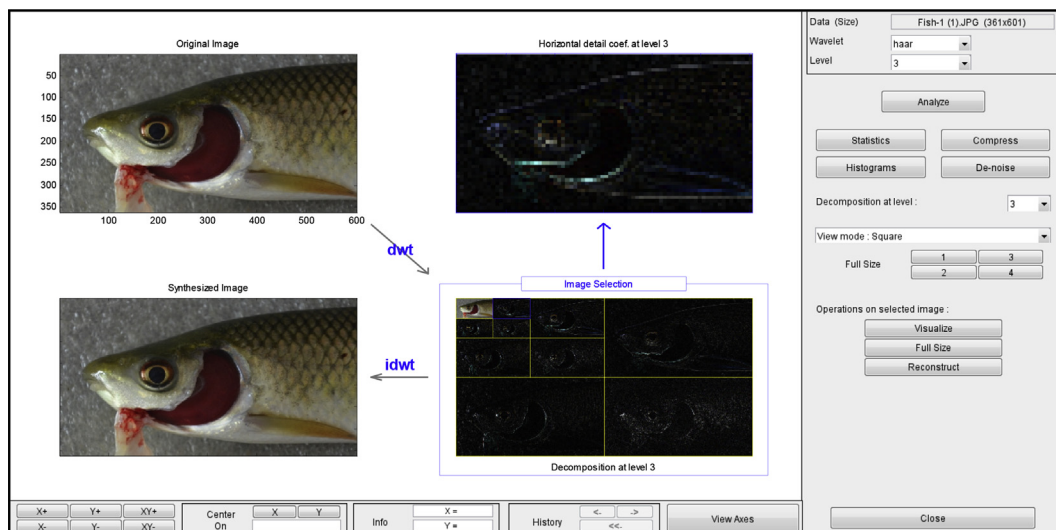 Original Image
50
100
150
200
250
300
350
100 200 300 400 500 600
Horizontal detail coef. at level 3
dwt
Image Selection
Synthesized Image
idwt
Decomposition at level 3
Data (Size) Fish-1 (1).JPG (361x601)
Wavelet haar
Level 3
Analyze
Statistics Compress
Histograms De-noise
Decomposition at level : 3
View mode : Square
Full Size 1 3
2 4
Operations on selected image :
Visualize
Full Size
Reconstruct
X+ Y+ XY+
X- Y- XY-
Center On X Y
Info X =
Y =
History <- ->
<<-
View Axes
Close